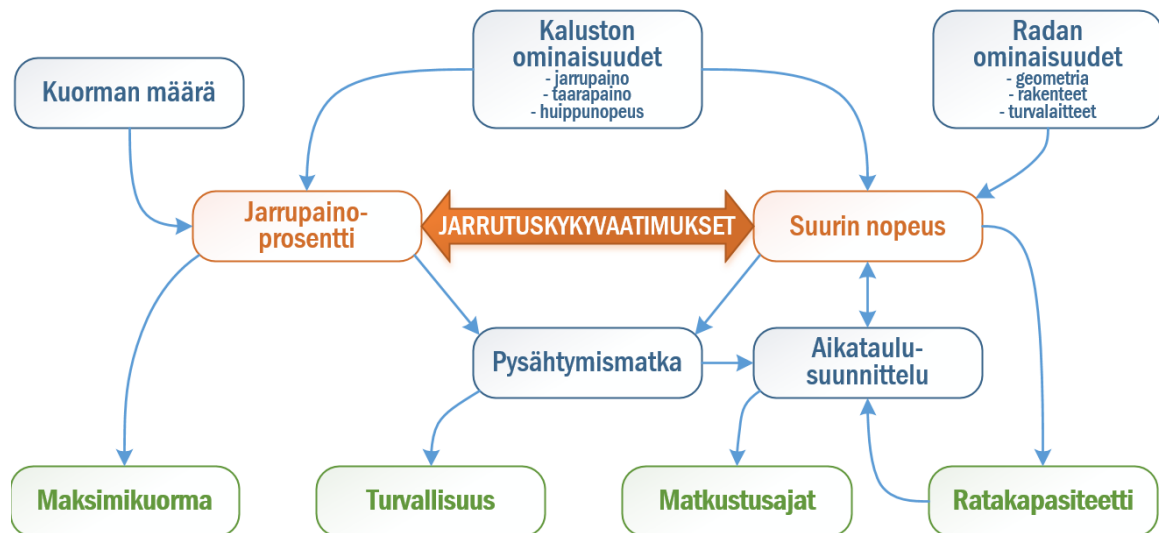 Kuorman määrä
Kaluston
ominaisuudet
- jarrupaino
- taarapaino
- huippunopeus
Radan
ominaisuudet
- geometria
- rakenteet
- turvalaitteet
Jarrupaino-
prosentti
JARRUTUSKYKYVAATIMUKSET
Suurin nopeus
Pysähtymismatka
Aikataulu-
suunnittelu
Maksimikuorma
Turvallisuus
Matkustusajat
Ratakapasiteetti